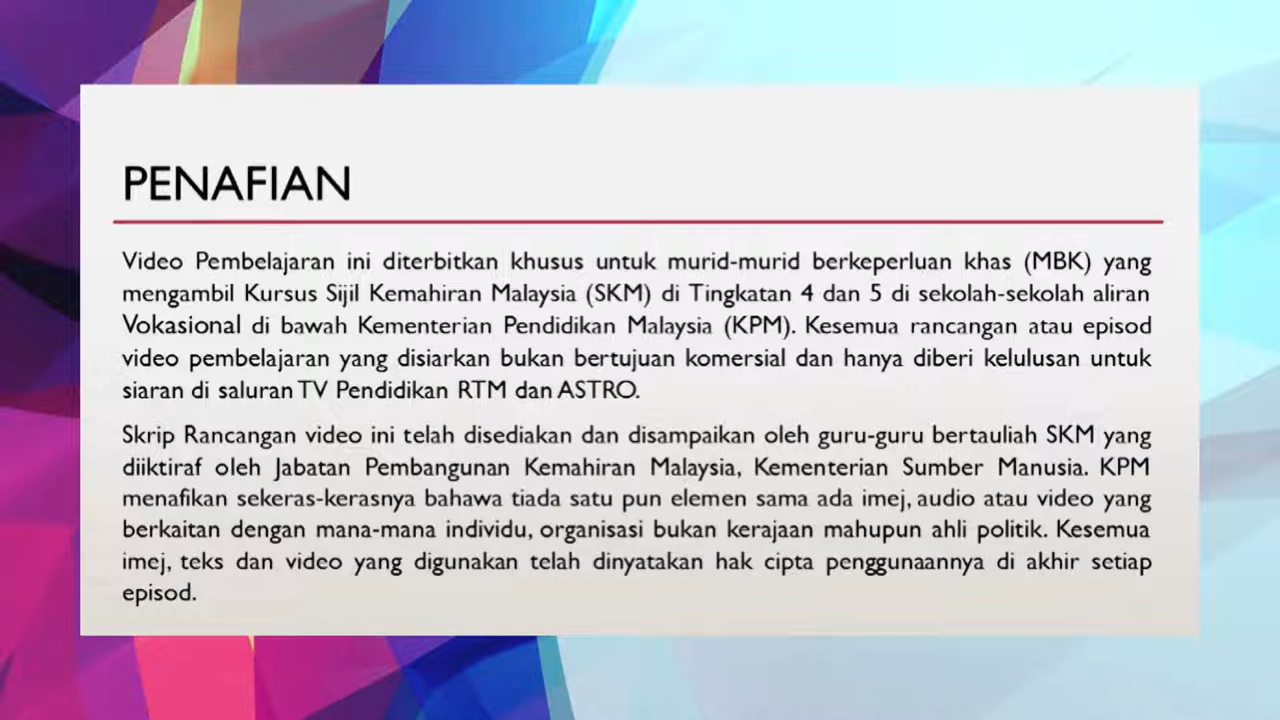 PENAFIAN
Video Pembelajaran ini diterbitkan khusus untuk murid-murid berkeperluan khas (MBK) yang
mengambil Kursus Sijil Kemahiran Malaysia (SKM) di Tingkatan 4 dan 5 di sekolah-sekolah aliran
Vokasional di bawah Kementerian Pendidikan Malaysia (KPM). Kesemua rancangan atau episod
video pembelajaran yang disiarkan bukan bertujuan komersial dan hanya diberi kelulusan untuk
siaran di saluran TV Pendidikan RTM dan ASTRO.
Skrip Rancangan video ini telah disediakan dan disampaikan oleh guru-guru bertauliah SKM yang
diiktiraf oleh Jabatan Pembangunan Kemahiran Malaysia, Kementerian Sumber Manusia. KPM
menafikan sekeras-kerasnya bahawa tiada satu pun elemen sama ada imej, audio atau video yang
berkaitan dengan mana-mana individu, organisasi bukan kerajaan mahupun ahli politik. Kesemua
imej, teks dan video yang digunakan telah dinyatakan hak cipta penggunaannya di akhir setiap
episod.